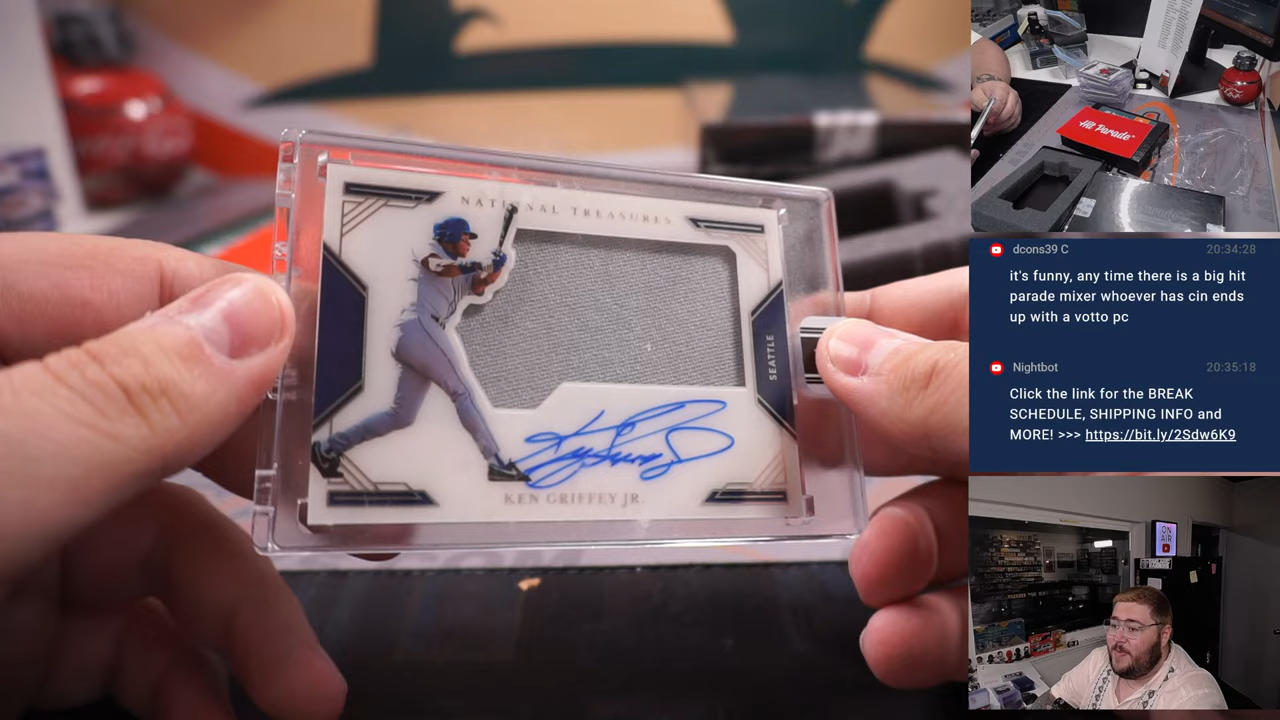 NATIONAL TREASURES
SEATTLE
KEN GRIFFEY JR.
Hit Parade
dcons39 C 20:34:28
it's funny, any time there is a big hit
parade mixer whoever has cin ends
up with a votto pc
Nightbot 20:35:18
Click the link for the BREAK
SCHEDULE, SHIPPING INFO and
MORE! >>> https://bit.ly/2Sdw6K9
ON
AIR